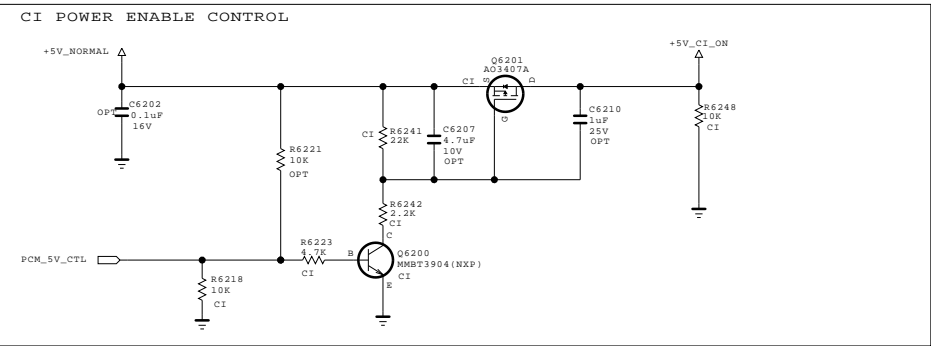 CI POWER ENABLE CONTROL
+5V_NORMAL
+5V_CI_ON
Q6201
AO3407A
CI
S
D
G
C6202
0.1uF
16V
OPT
R6221
10K
OPT
CI
R6241
22K
C6207
4.7uF
10V
OPT
C6210
1uF
25V
OPT
R6248
10K
CI
R6242
2.2K
CI
C
PCM_5V_CTL
R6223
4.7K
CI
B
Q6200
MMBT3904(NXP)
CI
E
R6218
10K
CI